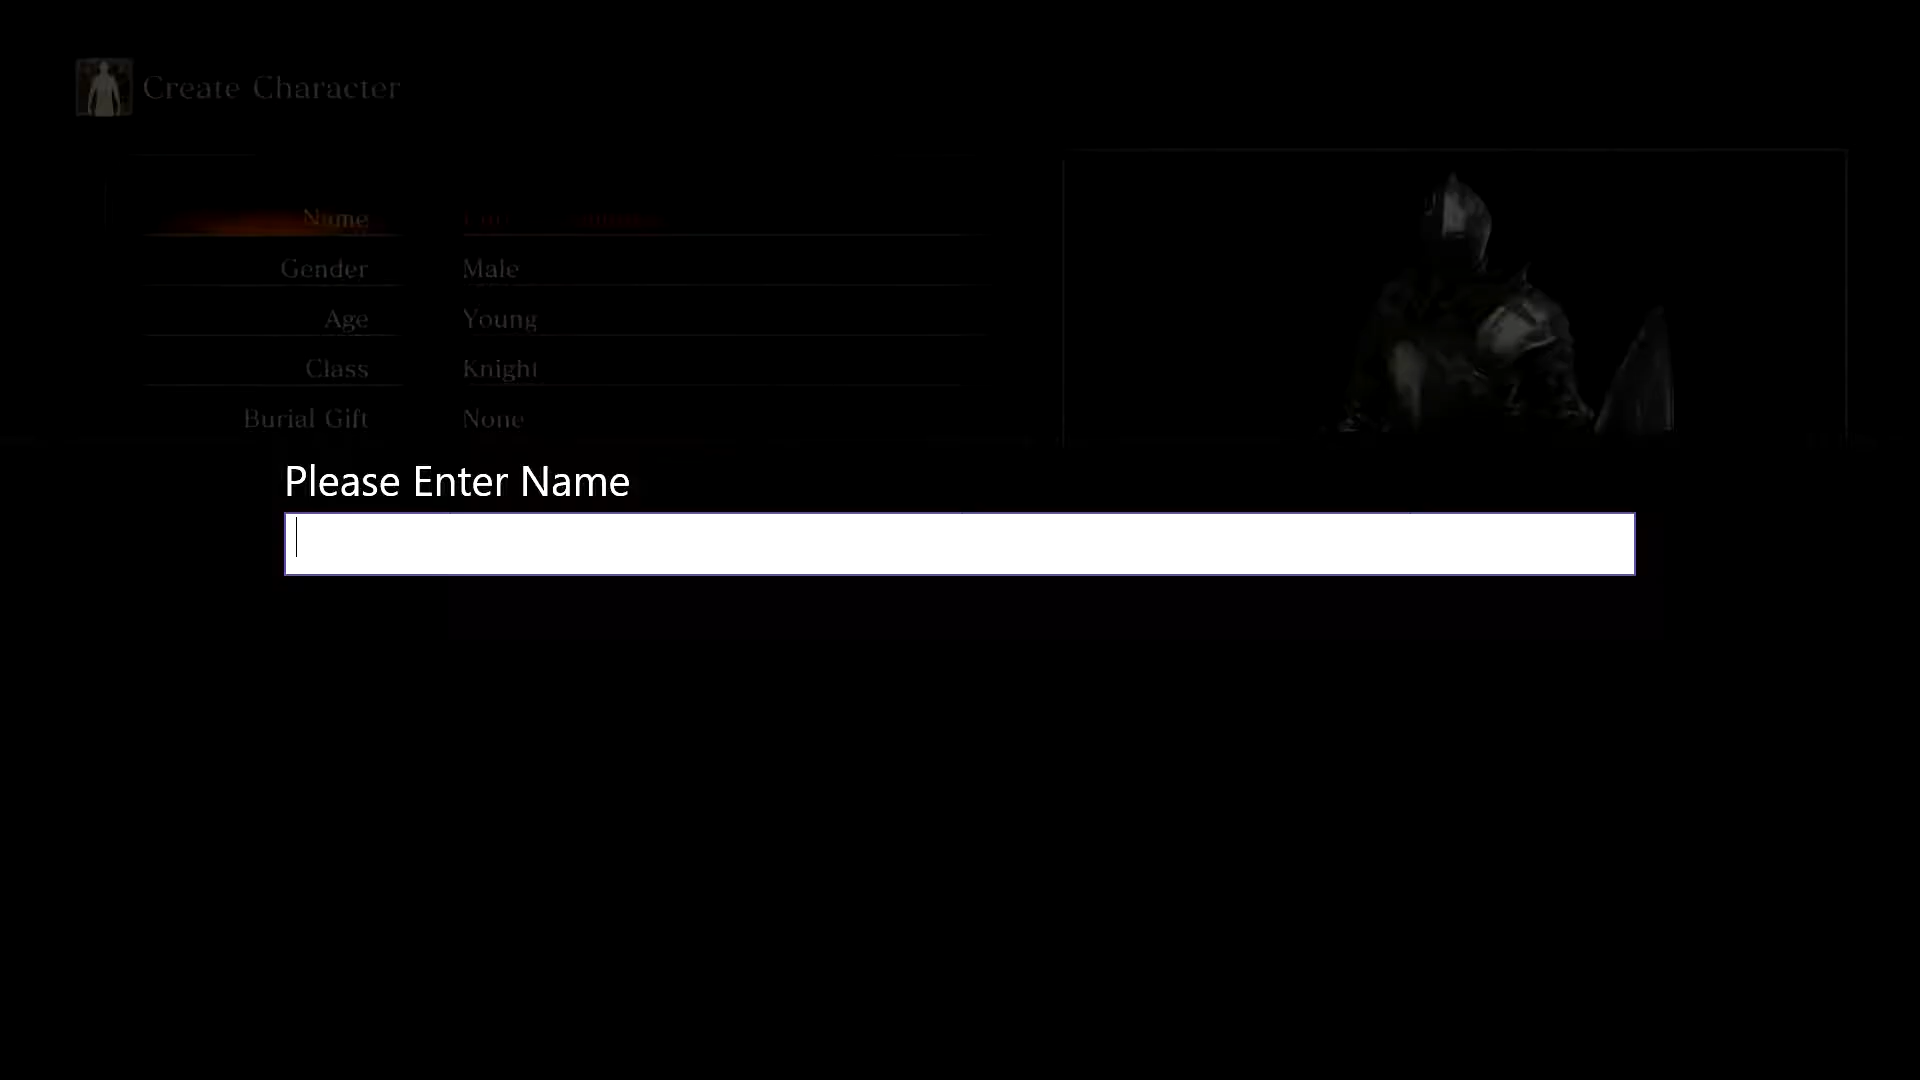 Create Character
Name
Gender Male
Age Young
Class Knight
Burial Gift None
Please Enter Name